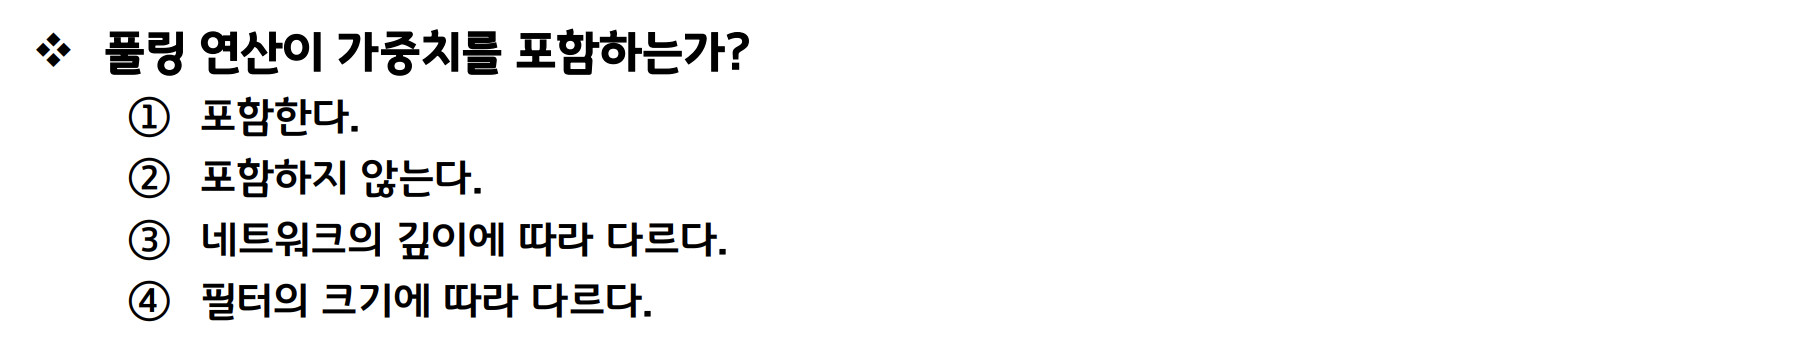 ❖ 풀링 연산이 가중치를 포함하는가?
① 포함한다.
② 포함하지 않는다.
③ 네트워크의 깊이에 따라 다르다.
④ 필터의 크기에 따라 다르다.